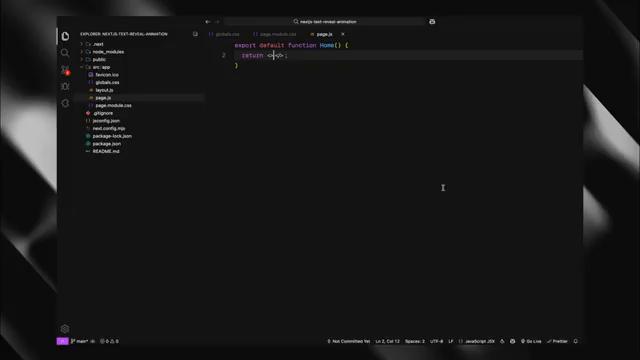 nextjs-text-reveal-animation
EXPLORER: NEXTJS-TEXT-REVEAL-ANIMATION
globals.css
page.module.css
page.js
.next
node_modules
public
src/app
favicon.ico
globals.css
layout.js
page.js
page.module.css
.gitignore
jsconfig.json
next.config.mjs
package-lock.json
package.json
README.md
export default function Home() {
2 return <></>;
}
main*
0 0
Not Committed Yet
Ln 2, Col 12
Spaces: 2
UTF-8
LF
JavaScript JSX
Go Live
Prettier